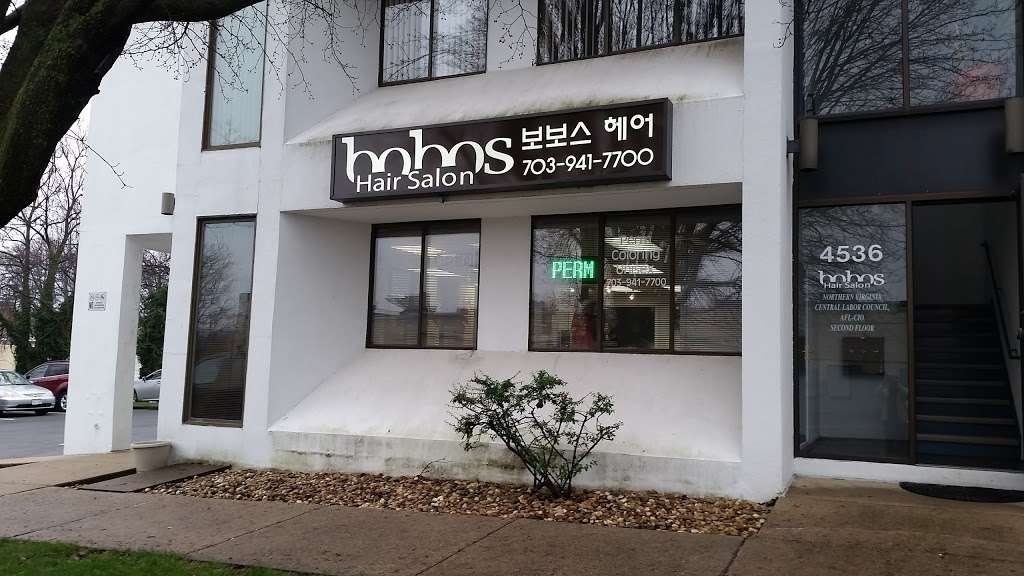 bobos 보보스 헤어
Hair Salon 703-941-7700
PERM
Perm
Coloring
703-941-7700
4536
bobos
Hair Salon
NORTHERN VIRGINIA
CENTRAL LABOR COUNCIL,
AFL-CIO
SECOND FLOOR